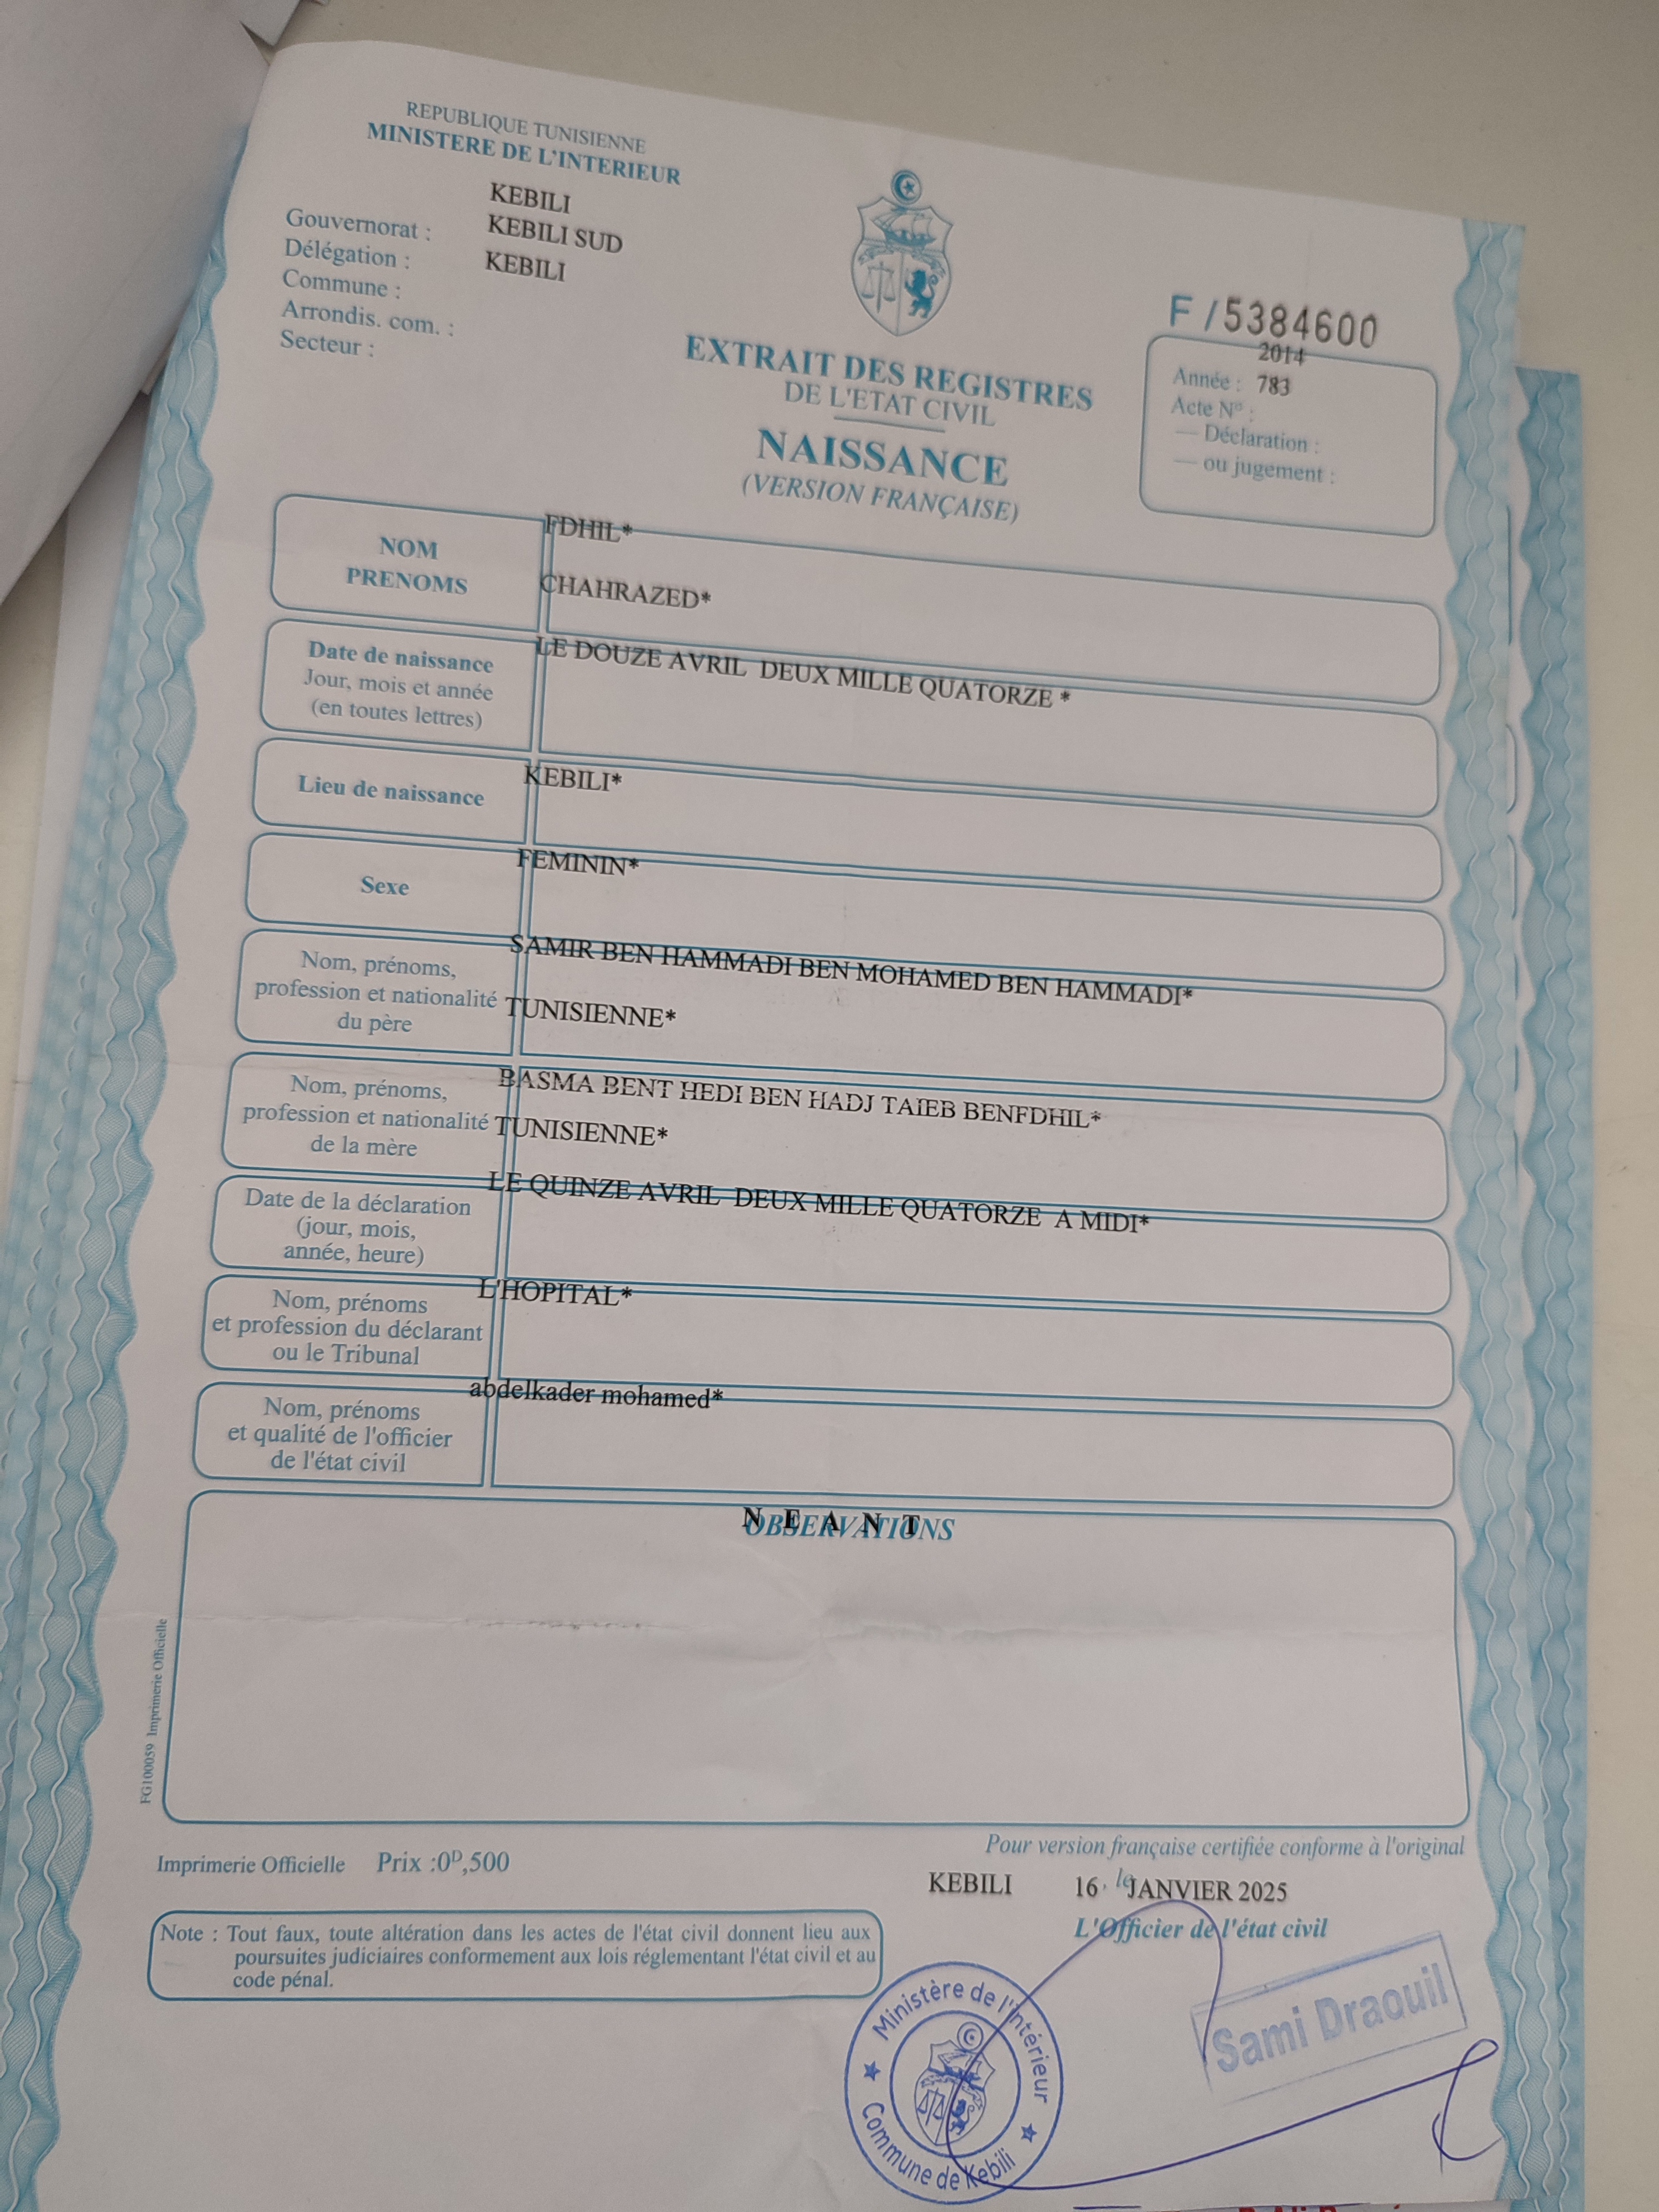 REPUBLIQUE TUNISIENNE
MINISTERE DE L'INTERIEUR
KEBILI
Gouvernorat : KEBILI SUD
Délégation : KEBILI
Commune :
Arrondis. com. :
Secteur :
F / 5384600
2014
Année : 783
Acte N° :
— Déclaration :
— ou jugement :
EXTRAIT DES REGISTRES
DE L'ETAT CIVIL
NAISSANCE
(VERSION FRANÇAISE)
FDHIL*
NOM
PRENOMS
CHAHRAZED*
LE DOUZE AVRIL DEUX MILLE QUATORZE *
Date de naissance
Jour, mois et année
(en toutes lettres)
KEBILI*
Lieu de naissance
FEMININ*
Sexe
SAMIR BEN HAMMADI BEN MOHAMED BEN HAMMADI*
Nom, prénoms,
profession et nationalité TUNISIENNE*
du père
BASMA BENT HEDI BEN HADJ TAIEB BENFDHIL*
Nom, prénoms,
profession et nationalité TUNISIENNE*
de la mère
LE QUINZE AVRIL DEUX MILLE QUATORZE A MIDI*
Date de la déclaration
(jour, mois,
année, heure)
L'HOPITAL*
Nom, prénoms
et profession du déclarant
ou le Tribunal
abdelkader mohamed*
Nom, prénoms
et qualité de l'officier
de l'état civil
N E A N T
OBSERVATIONS
FG100059 Imprimerie Officielle
Imprimerie Officielle Prix :0D,500
Pour version française certifiée conforme à l'original
KEBILI 16 , le JANVIER 2025
L'Officier de l'état civil
Note : Tout faux, toute altération dans les actes de l'état civil donnent lieu aux
poursuites judiciaires conformement aux lois réglementant l'état civil et au
code pénal.
Ministère de l'intérieur
Commune de Kebili
Sami Draouil